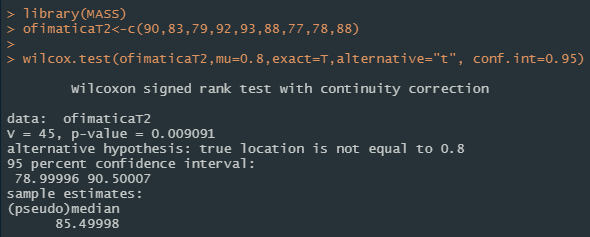 > library(MASS)
> ofimaticaT2<-c(90,83,79,92,93,88,77,78,88)
>
> wilcox.test(ofimaticaT2,mu=0.8,exact=T,alternative="t", conf.int=0.95)
Wilcoxon signed rank test with continuity correction
data:  ofimaticaT2
V = 45, p-value = 0.009091
alternative hypothesis: true location is not equal to 0.8
95 percent confidence interval:
78.99996 90.50007
sample estimates:
(pseudo)median
85.49998